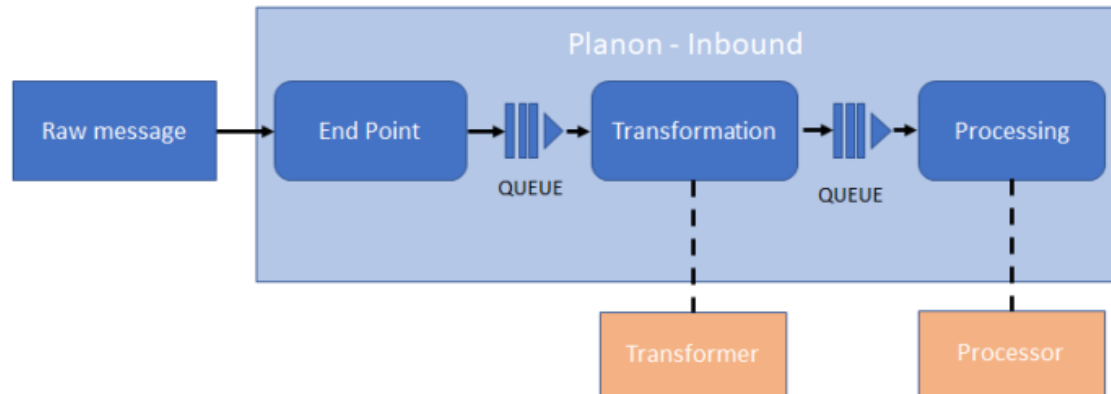 Planon - Inbound
Raw message
End Point
Transformation
Processing
QUEUE
QUEUE
Transformer
Processor